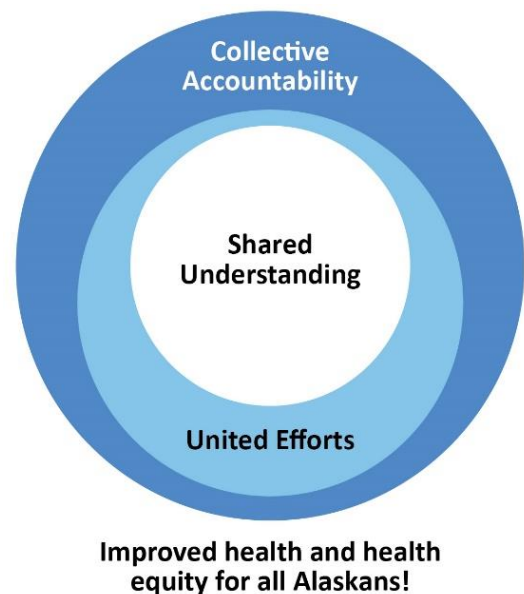 Collective
Accountability
Shared
Understanding
United Efforts
Improved health and health
equity for all Alaskans!